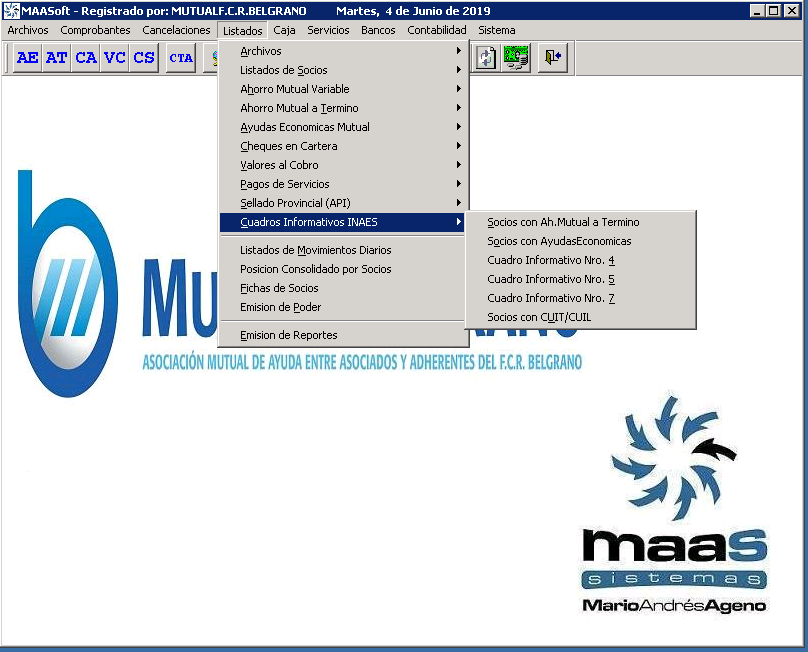 MAASoft - Registrado por: MUTUALF.C.R.BELGRANO Martes, 4 de Junio de 2019
Archivos Comprobantes Cancelaciones Listados Caja Servicios Bancos Contabilidad Sistema
AE AT CA VC CS CTA
Archivos
Listados de Socios
Ahorro Mutual Variable
Ahorro Mutual a Termino
Ayudas Economicas Mutual
Cheques en Cartera
Valores al Cobro
Pagos de Servicios
Sellado Provincial (API)
Cuadros Informativos INAES
Listados de Movimientos Diarios
Posicion Consolidado por Socios
Fichas de Socios
Emision de Poder
Emision de Reportes
Socios con Ah.Mutual a Termino
Socios con AyudasEconomicas
Cuadro Informativo Nro. 4
Cuadro Informativo Nro. 5
Cuadro Informativo Nro. 7
Socios con CUIT/CUIL
ASOCIACIÓN MUTUAL DE AYUDA ENTRE ASOCIADOS Y ADHERENTES DEL F.C.R. BELGRANO
maas
sistemas
MarioAndrésAgeno